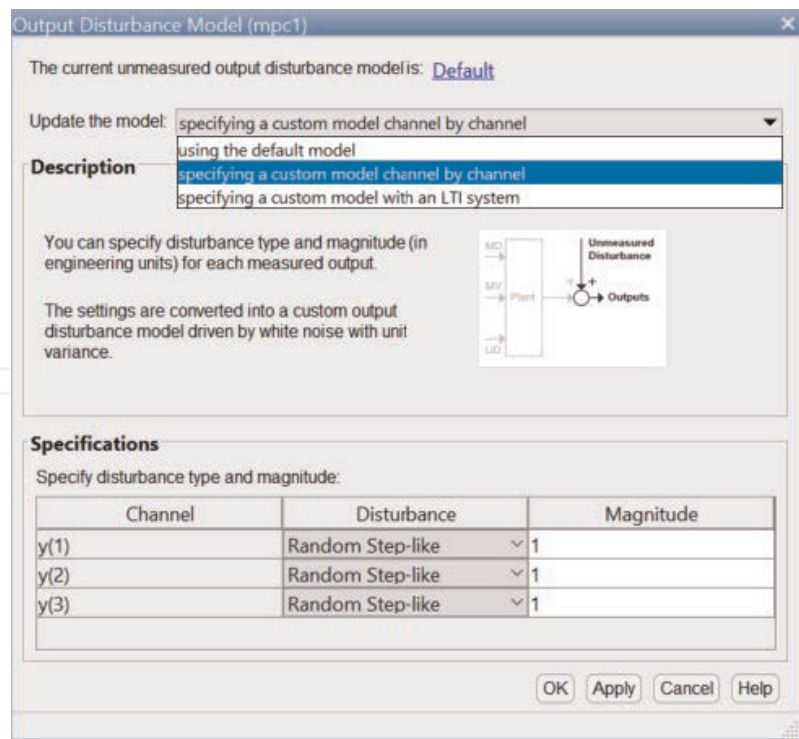 Output Disturbance Model (mpc1)
The current unmeasured output disturbance model is: Default
Update the model: specifying a custom model channel by channel
using the default model
specifying a custom model channel by channel
specifying a custom model with an LTI system
Description
You can specify disturbance type and magnitude (in
engineering units) for each measured output.
The settings are converted into a custom output
disturbance model driven by white noise with unit
variance.
MD
MV
UD
Plant
Unmeasured
Disturbance
+ +
Outputs
Specifications
Specify disturbance type and magnitude:
Channel Disturbance Magnitude
y(1) Random Step-like 1
y(2) Random Step-like 1
y(3) Random Step-like 1
OK Apply Cancel Help